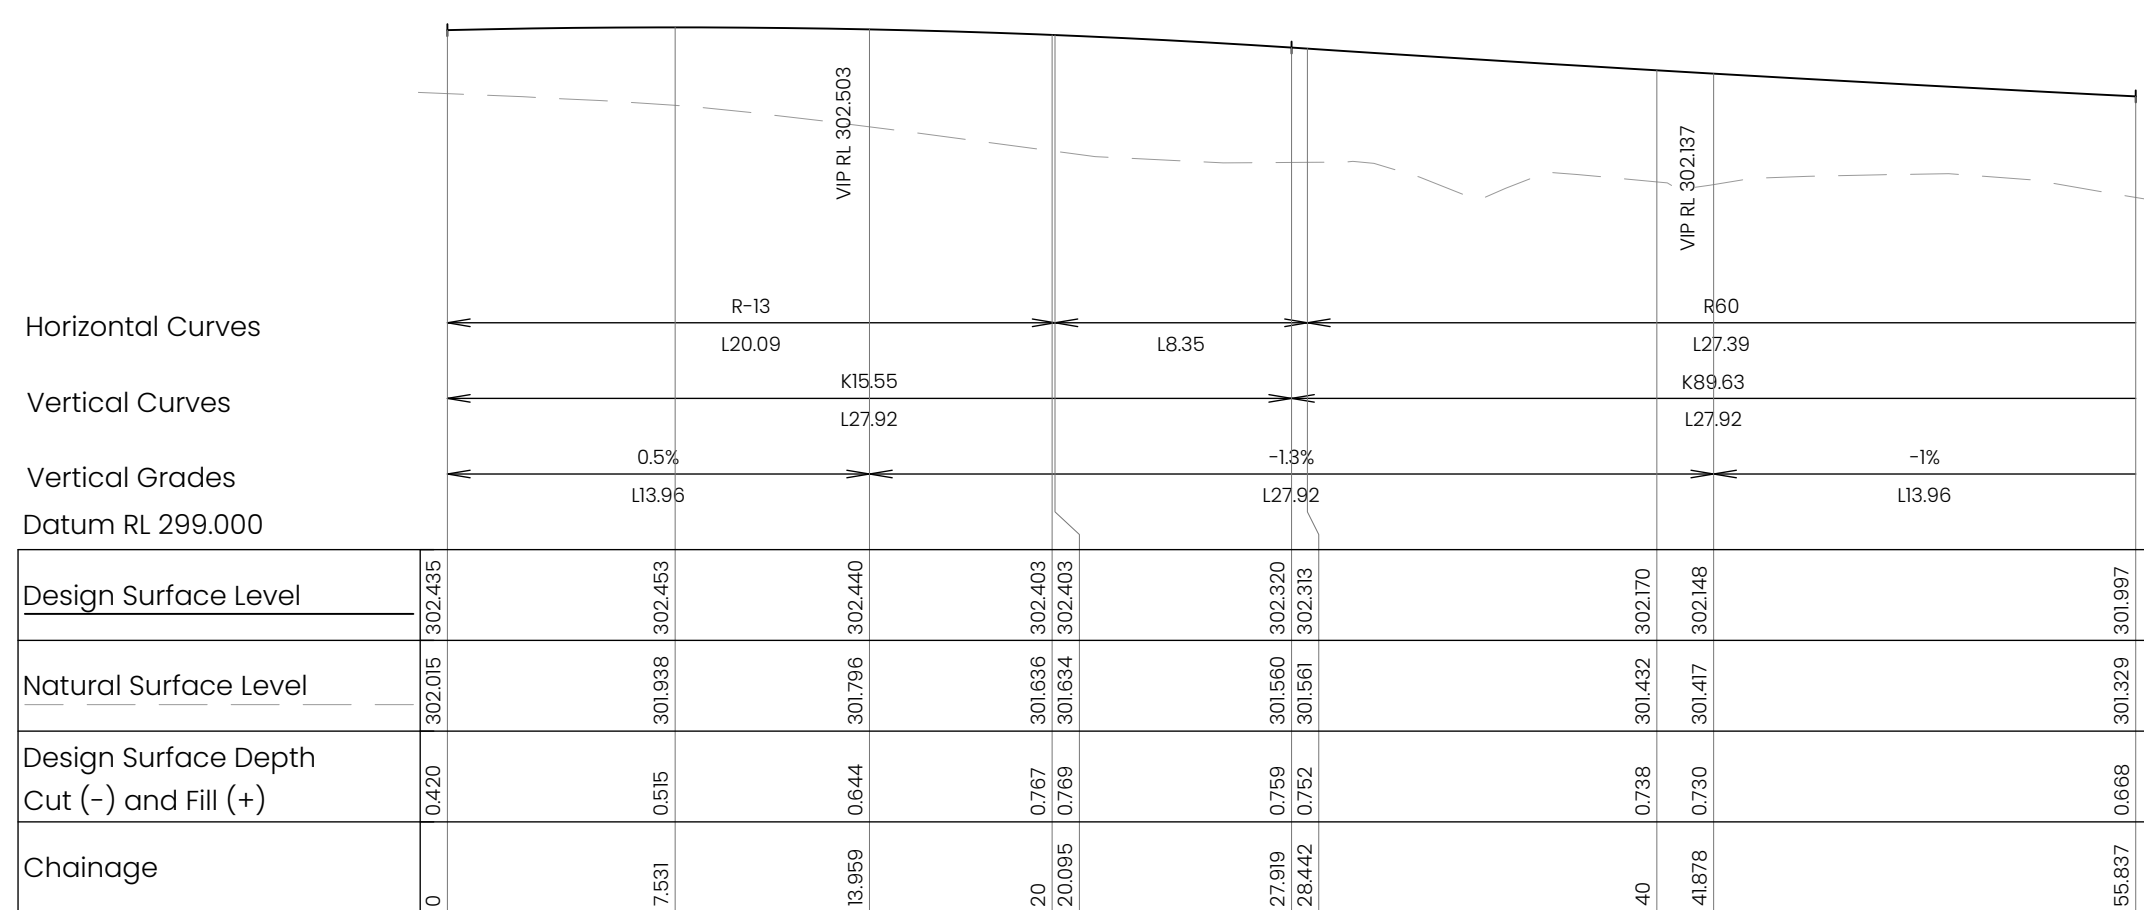 VIP RL 302.503
VIP RL 302.137
Horizontal Curves
R-13
L20.09
L8.35
R60
L27.39
Vertical Curves
K15.55
L27.92
K89.63
L27.92
Vertical Grades
0.5%
L13.96
-1.3%
L27.92
-1%
L13.96
Datum RL 299.000
Design Surface Level
302.435 302.453 302.440 302.403 302.403 302.320 302.313 302.170 302.148 301.997
Natural Surface Level
302.015 301.938 301.796 301.636 301.634 301.560 301.561 301.432 301.417 301.329
Design Surface Depth
Cut (-) and Fill (+)
0.420 0.515 0.644 0.767 0.769 0.759 0.752 0.738 0.730 0.668
Chainage
0 7.531 13.959 20 20.095 27.919 28.442 40 41.878 55.837